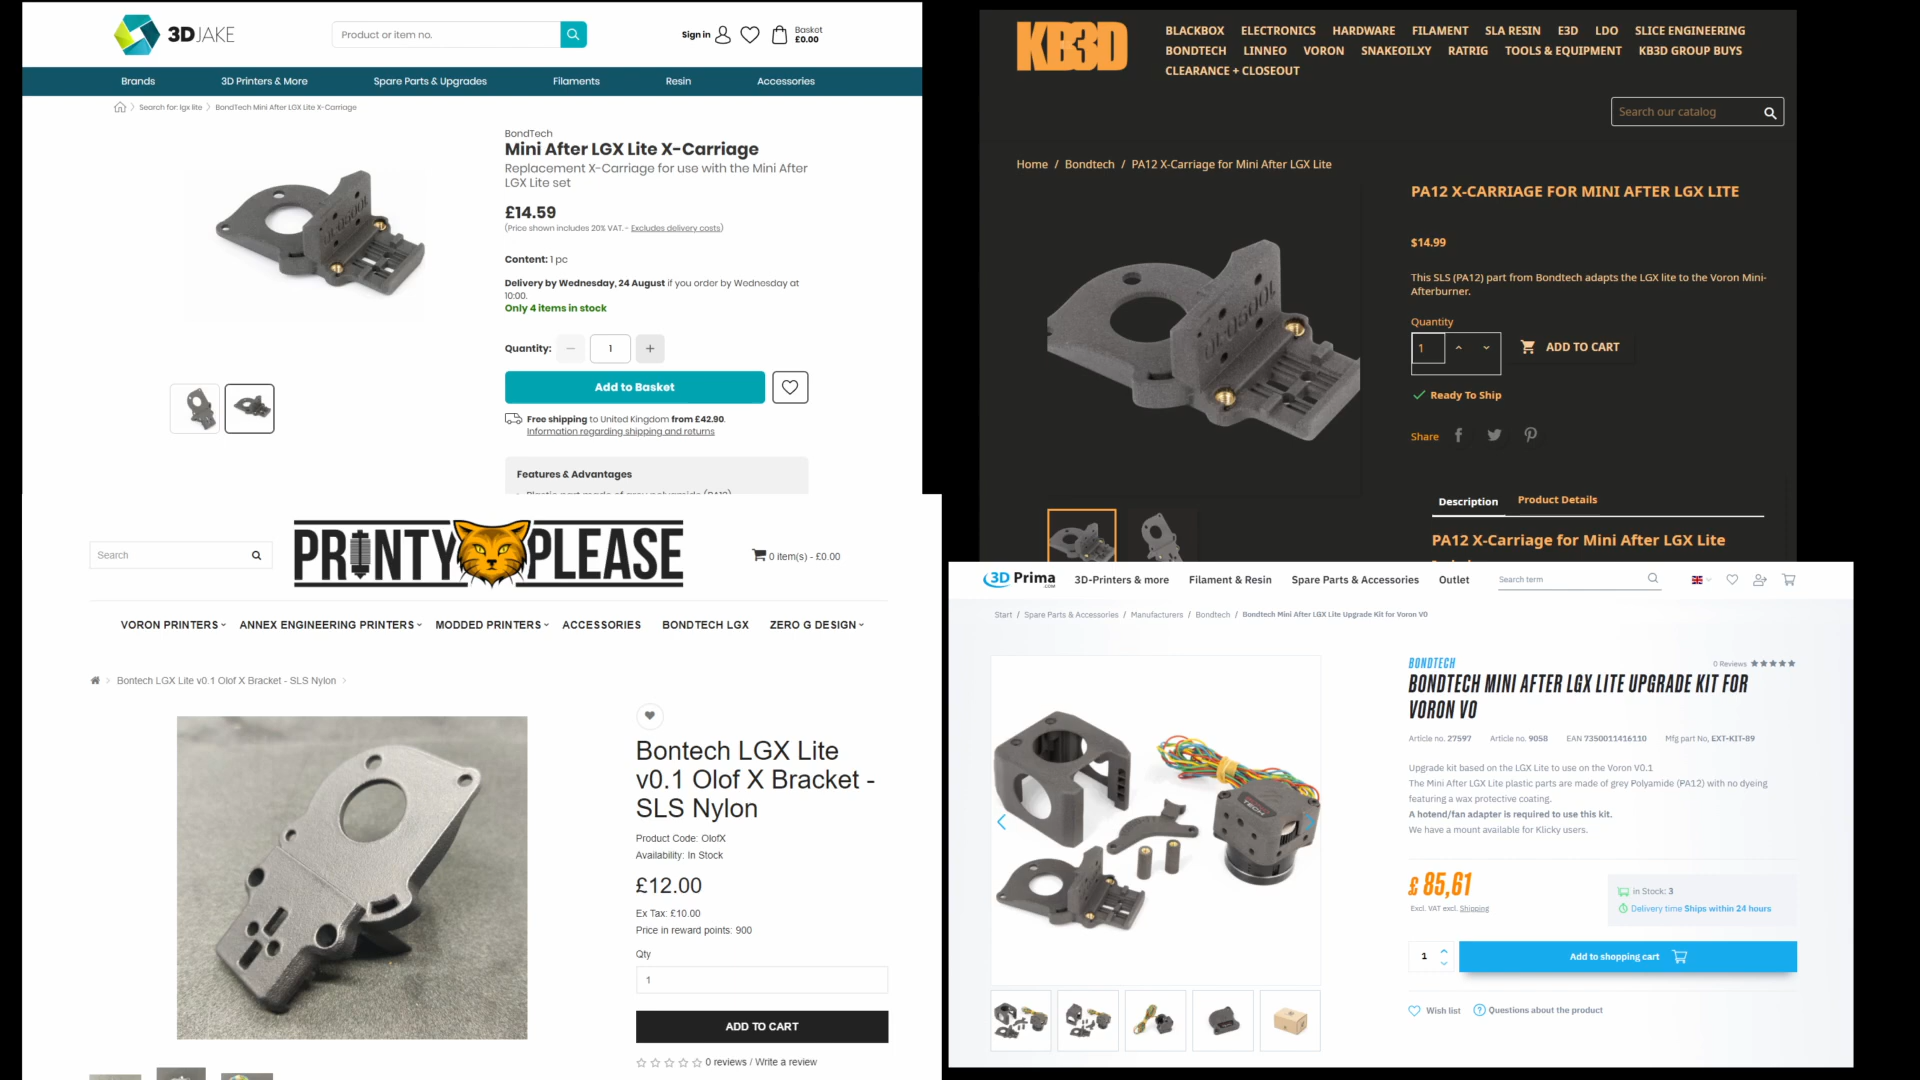 3DJAKE
Product or item no.
Sign in
Basket
£0.00
Brands
3D Printers & More
Spare Parts & Upgrades
Filaments
Resin
Accessories
Search for: lgx lite
BondTech Mini After LGX Lite X-Carriage
BondTech
Mini After LGX Lite X-Carriage
Replacement X-Carriage for use with the Mini After
LGX Lite set
£14.59
(Price shown includes 20% VAT. - Excludes delivery costs)
Content: 1 pc
Delivery by Wednesday, 24 August if you order by Wednesday at
10:00.
Only 4 items in stock
Quantity:
−
1
+
Add to Basket
Free shipping to United Kingdom from £42.90.
Information regarding shipping and returns
Features & Advantages
Plastic part made of grey polyamide (PA12)
KB3D
BLACKBOX ELECTRONICS HARDWARE FILAMENT SLA RESIN E3D LDO SLICE ENGINEERING
BONDTECH LINNEO VORON SNAKEOILXY RATRIG TOOLS & EQUIPMENT KB3D GROUP BUYS
CLEARANCE + CLOSEOUT
Search our catalog
Home / Bondtech / PA12 X-Carriage for Mini After LGX Lite
PA12 X-CARRIAGE FOR MINI AFTER LGX LITE
$14.99
This SLS (PA12) part from Bondtech adapts the LGX lite to the Voron Mini-
Afterburner.
Quantity
1
ADD TO CART
Ready To Ship
Share
Description
Product Details
PA12 X-Carriage for Mini After LGX Lite
Search
PRINTY PLEASE
0 item(s) - £0.00
VORON PRINTERS
ANNEX ENGINEERING PRINTERS
MODDED PRINTERS
ACCESSORIES
BONDTECH LGX
ZERO G DESIGN
Bontech LGX Lite v0.1 Olof X Bracket - SLS Nylon
Bontech LGX Lite
v0.1 Olof X Bracket -
SLS Nylon
Product Code: OlofX
Availability: In Stock
£12.00
Ex Tax: £10.00
Price in reward points: 900
Qty
1
ADD TO CART
0 reviews / Write a review
3D Prima
.COM
3D-Printers & more
Filament & Resin
Spare Parts & Accessories
Outlet
Search term
Start / Spare Parts & Accessories / Manufacturers / Bondtech / Bondtech Mini After LGX Lite Upgrade Kit for Voron V0
BONDTECH
0 Reviews
BONDTECH MINI AFTER LGX LITE UPGRADE KIT FOR
VORON V0
Article no. 27597 Article no. 9058 EAN 7350011416110 Mfg part No, EXT-KIT-89
Upgrade kit based on the LGX Lite to use on the Voron V0.1
The Mini After LGX Lite plastic parts are made of grey Polyamide (PA12) with no dyeing
featuring a wax protective coating.
A hotend/fan adapter is required to use this kit.
We have a mount available for Klicky users.
£ 85,61
Excl. VAT excl. Shipping
in Stock: 3
Delivery time Ships within 24 hours
1
Add to shopping cart
Wish list
Questions about the product